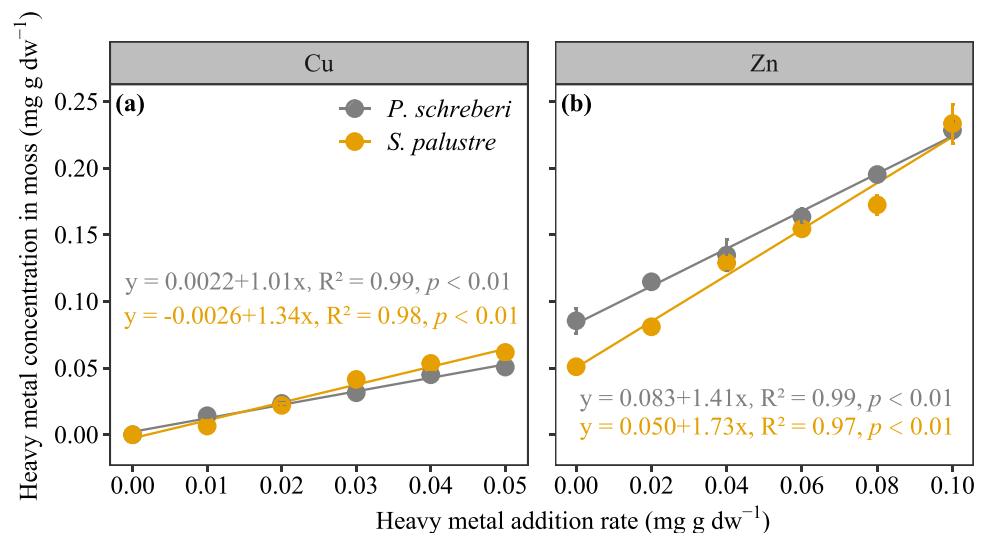 Cu
Zn
(a)
P. schreberi
S. palustre
(b)
Heavy metal concentration in moss (mg g dw⁻¹)
0.25
0.20
0.15
0.10
0.05
0.00
y = 0.0022+1.01x, R² = 0.99, p < 0.01
y = -0.0026+1.34x, R² = 0.98, p < 0.01
y = 0.083+1.41x, R² = 0.99, p < 0.01
y = 0.050+1.73x, R² = 0.97, p < 0.01
0.00 0.01 0.02 0.03 0.04 0.05
0.00 0.02 0.04 0.06 0.08 0.10
Heavy metal addition rate (mg g dw⁻¹)